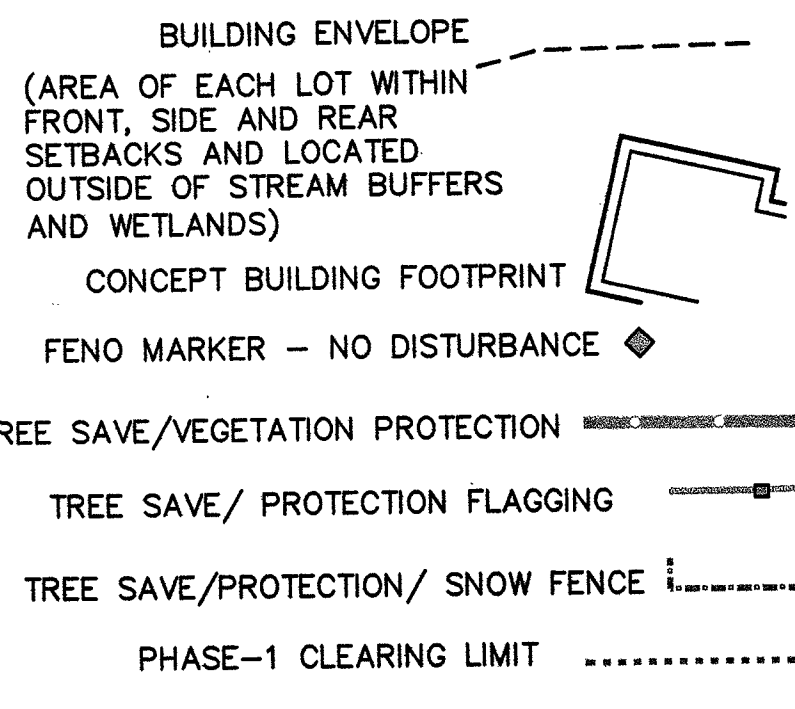 BUILDING ENVELOPE
(AREA OF EACH LOT WITHIN
FRONT, SIDE AND REAR
SETBACKS AND LOCATED
OUTSIDE OF STREAM BUFFERS
AND WETLANDS)
CONCEPT BUILDING FOOTPRINT
FENO MARKER – NO DISTURBANCE
REE SAVE/VEGETATION PROTECTION
TREE SAVE/ PROTECTION FLAGGING
TREE SAVE/PROTECTION/ SNOW FENCE
PHASE–1 CLEARING LIMIT